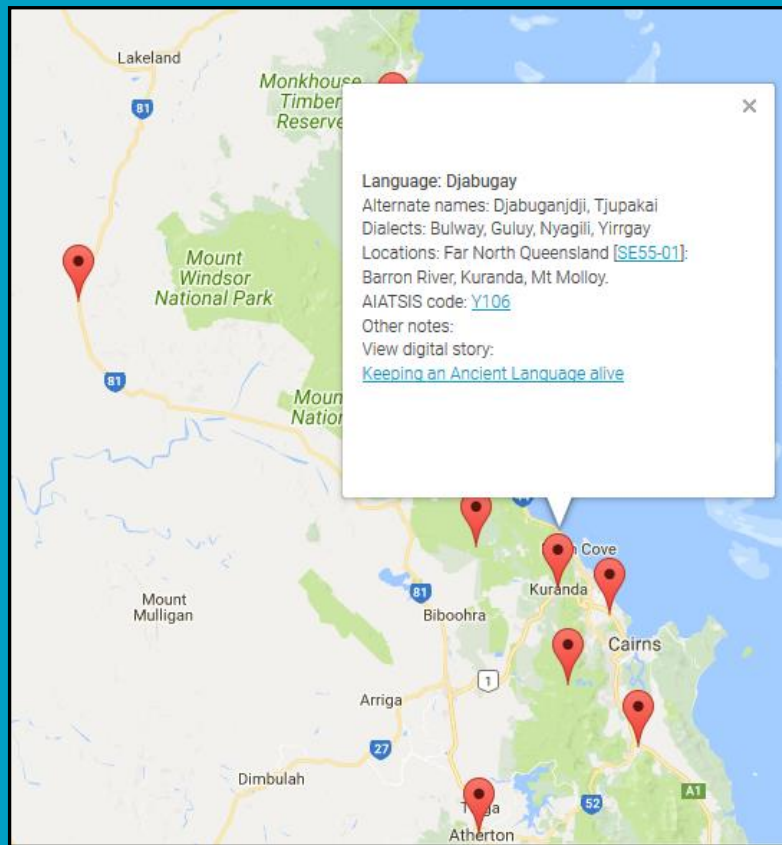 Lakeland
81
Monkhouse
Timber
Reserve
×
Language: Djabugay
Alternate names: Djabuganjdji, Tjupakai
Dialects: Bulway, Guluy, Nyagili, Yirrgay
Locations: Far North Queensland [SE55-01]:
Barron River, Kuranda, Mt Molloy.
AIATSIS code: Y106
Other notes:
View digital story:
Keeping an Ancient Language alive
Mount
Windsor
National Park
81
Moun
Nation
Cove
Kuranda
81
Biboohra
Mount
Mulligan
Cairns
1
Arriga
27
Dimbulah
A1
52
Atherton